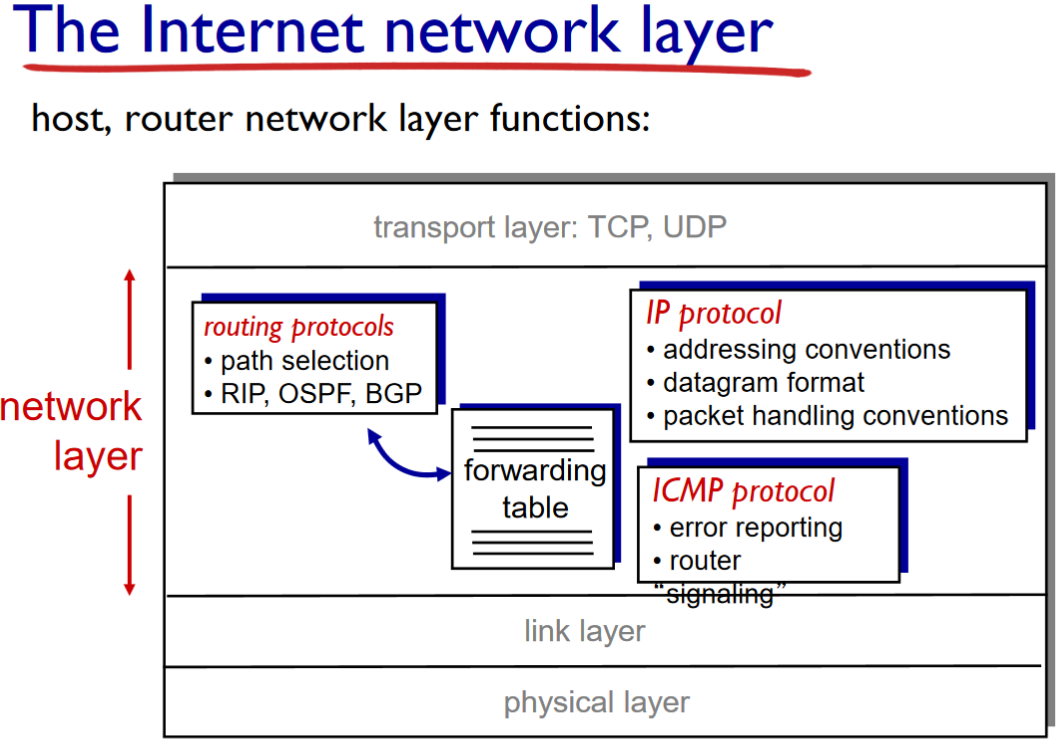 The Internet network layer
host, router network layer functions:
transport layer: TCP, UDP
network
layer
routing protocols
• path selection
• RIP, OSPF, BGP
forwarding
table
IP protocol
• addressing conventions
• datagram format
• packet handling conventions
ICMP protocol
• error reporting
• router
“signaling”
link layer
physical layer